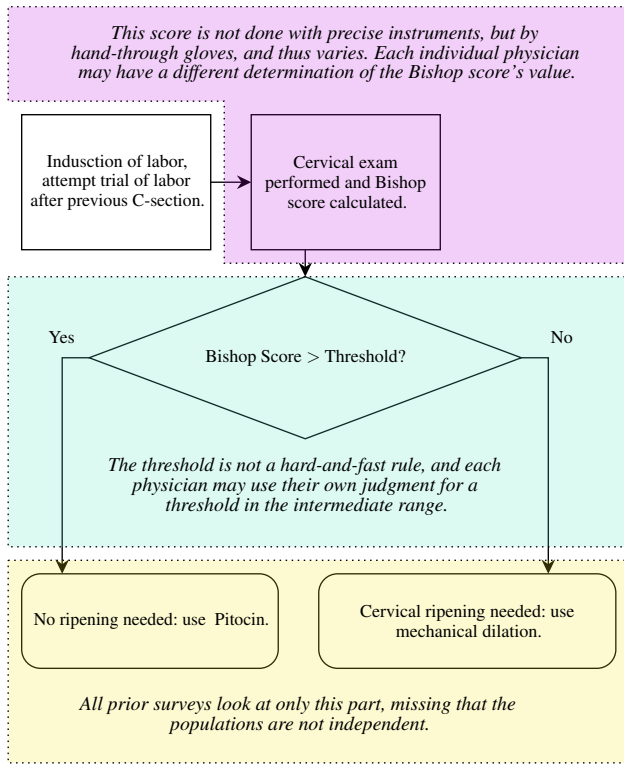 This score is not done with precise instruments, but by
hand-through gloves, and thus varies. Each individual physician
may have a different determination of the Bishop score's value.
Indusction of labor,
attempt trial of labor
after previous C-section.
Cervical exam
performed and Bishop
score calculated.
Yes
No
Bishop Score > Threshold?
The threshold is not a hard-and-fast rule, and each
physician may use their own judgment for a
threshold in the intermediate range.
No ripening needed: use Pitocin.
Cervical ripening needed: use
mechanical dilation.
All prior surveys look at only this part, missing that the
populations are not independent.